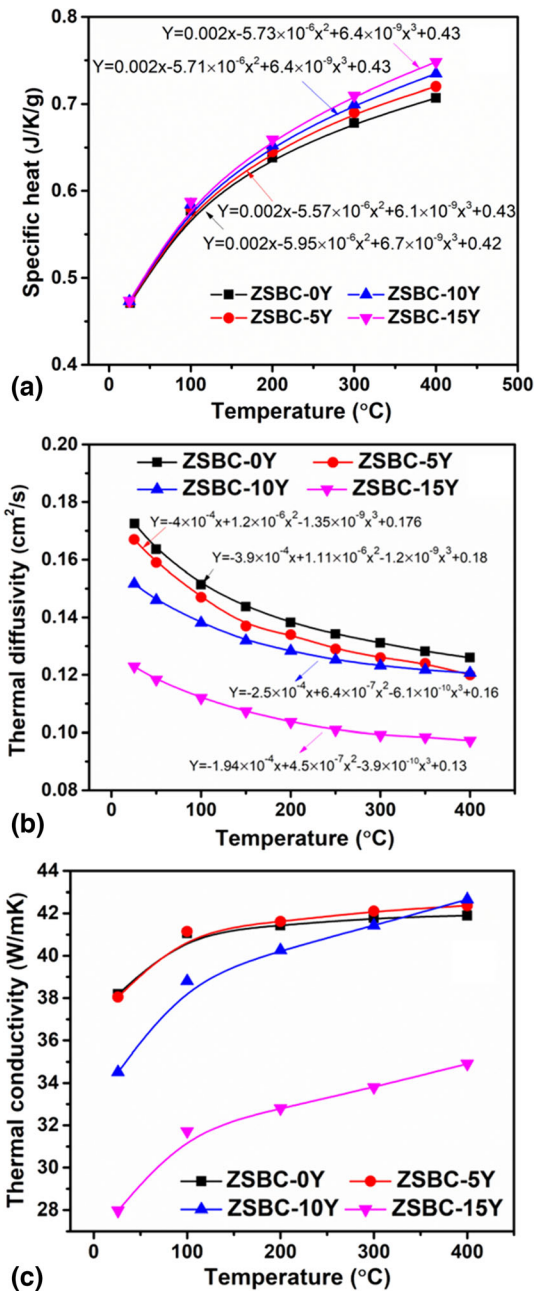 0.8
Y=0.002x-5.73×10⁻⁶x²+6.4×10⁻⁹x³+0.43
Y=0.002x-5.71×10⁻⁶x²+6.4×10⁻⁹x³+0.43
0.7
0.6
Specific heat (J/K/g)
Y=0.002x-5.57×10⁻⁶x²+6.1×10⁻⁹x³+0.43
Y=0.002x-5.95×10⁻⁶x²+6.7×10⁻⁹x³+0.42
0.5
ZSBC-0Y ZSBC-10Y
ZSBC-5Y ZSBC-15Y
0.4
0 100 200 300 400 500
(a) Temperature (°C)
0.20
ZSBC-0Y ZSBC-5Y
ZSBC-10Y ZSBC-15Y
0.18
Y=-4×10⁻⁴x+1.2×10⁻⁶x²-1.35×10⁻⁹x³+0.176
0.16
Y=-3.9×10⁻⁴x+1.11×10⁻⁶x²-1.2×10⁻⁹x³+0.18
0.14
Thermal diffusivity (cm²/s)
0.12
Y=-2.5×10⁻⁴x+6.4×10⁻⁷x²-6.1×10⁻¹⁰x³+0.16
0.10
Y=-1.94×10⁻⁴x+4.5×10⁻⁷x²-3.9×10⁻¹⁰x³+0.13
0.08
0 100 200 300 400
(b) Temperature (°C)
44
42
40
38
36
Thermal conductivity (W/mK)
34
32
30
ZSBC-0Y ZSBC-5Y
ZSBC-10Y ZSBC-15Y
28
0 100 200 300 400
(c) Temperature (°C)